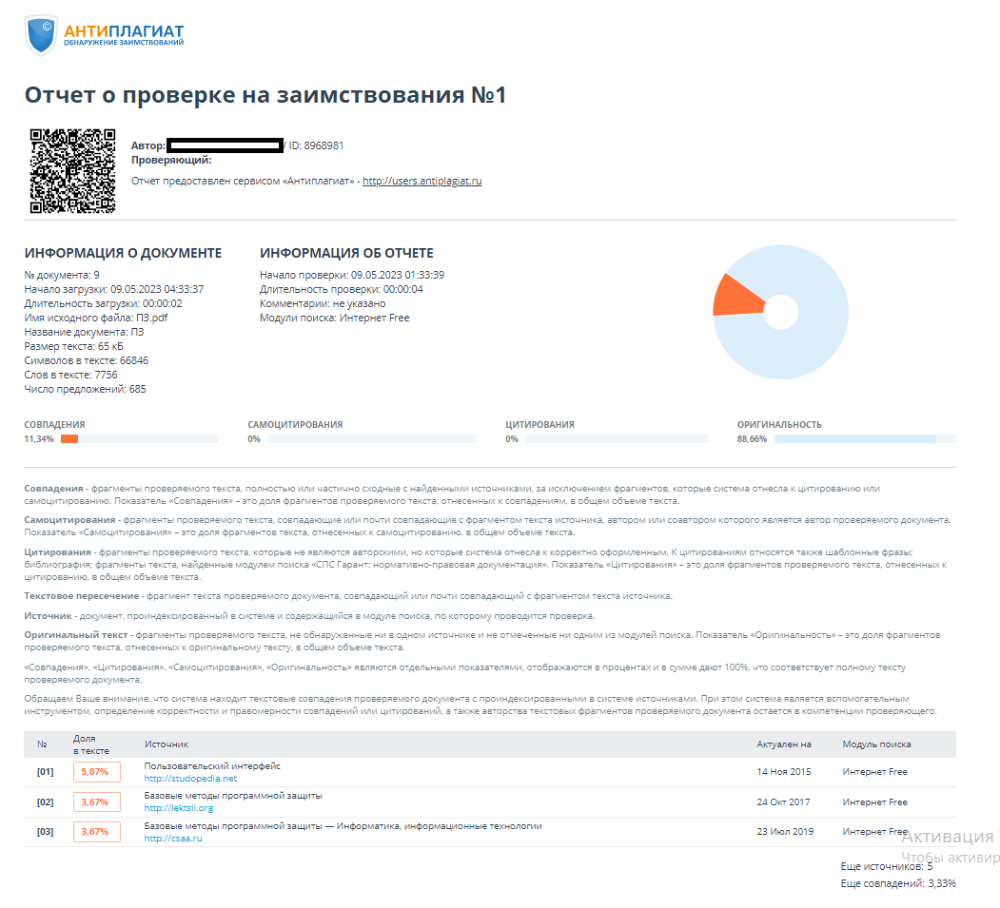 ©
АНТИПЛАГИАТ
ОБНАРУЖЕНИЕ ЗАИМСТВОВАНИЙ
Отчет о проверке на заимствования №1
Автор: / ID: 8968981
Проверяющий:
Отчет предоставлен сервисом «Антиплагиат» - http://users.antiplagiat.ru
ИНФОРМАЦИЯ О ДОКУМЕНТЕ
№ документа: 9
Начало загрузки: 09.05.2023 04:33:37
Длительность загрузки: 00:00:02
Имя исходного файла: ПЗ.pdf
Название документа: ПЗ
Размер текста: 65 кБ
Символов в тексте: 66846
Слов в тексте: 7756
Число предложений: 685
ИНФОРМАЦИЯ ОБ ОТЧЕТЕ
Начало проверки: 09.05.2023 01:33:39
Длительность проверки: 00:00:04
Комментарии: не указано
Модули поиска: Интернет Free
СОВПАДЕНИЯ
11,34%
САМОЦИТИРОВАНИЯ
0%
ЦИТИРОВАНИЯ
0%
ОРИГИНАЛЬНОСТЬ
88,66%
Совпадения - фрагменты проверяемого текста, полностью или частично сходные с найденными источниками, за исключением фрагментов, которые система отнесла к цитированию или
самоцитированию. Показатель «Совпадения» – это доля фрагментов проверяемого текста, отнесенных к совпадениям, в общем объеме текста.
Самоцитирования - фрагменты проверяемого текста, совпадающие или почти совпадающие с фрагментом текста источника, автором или соавтором которого является автор проверяемого документа.
Показатель «Самоцитирования» – это доля фрагментов текста, отнесенных к самоцитированию, в общем объеме текста.
Цитирования - фрагменты проверяемого текста, которые не являются авторскими, но которые система отнесла к корректно оформленным. К цитированиям относятся также шаблонные фразы;
библиография; фрагменты текста, найденные модулем поиска «СПС Гарант: нормативно-правовая документация». Показатель «Цитирования» – это доля фрагментов проверяемого текста, отнесенных к
цитированию, в общем объеме текста.
Текстовое пересечение - фрагмент текста проверяемого документа, совпадающий или почти совпадающий с фрагментом текста источника.
Источник - документ, проиндексированный в системе и содержащийся в модуле поиска, по которому проводится проверка.
Оригинальный текст - фрагменты проверяемого текста, не обнаруженные ни в одном источнике и не отмеченные ни одним из модулей поиска. Показатель «Оригинальность» – это доля фрагментов
проверяемого текста, отнесенных к оригинальному тексту, в общем объеме текста.
«Совпадения», «Цитирования», «Самоцитирования», «Оригинальность» являются отдельными показателями, отображаются в процентах и в сумме дают 100%, что соответствует полному тексту
проверяемого документа.
Обращаем Ваше внимание, что система находит текстовые совпадения проверяемого документа с проиндексированными в системе источниками. При этом система является вспомогательным
инструментом, определение корректности и правомерности совпадений или цитирований, а также авторства текстовых фрагментов проверяемого документа остается в компетенции проверяющего.
№ Доля в тексте Источник Актуален на Модуль поиска
[01] 5,07% Пользовательский интерфейс 14 Ноя 2015 Интернет Free
http://studopedia.net
[02] 3,67% Базовые методы программной защиты 24 Окт 2017 Интернет Free
http://lektsii.org
[03] 3,67% Базовые методы программной защиты — Информатика, информационные технологии 23 Июл 2019 Интернет Free
http://csaa.ru
Активация
Чтобы активир
Еще источников: 5
Еще совпадений: 3,33%